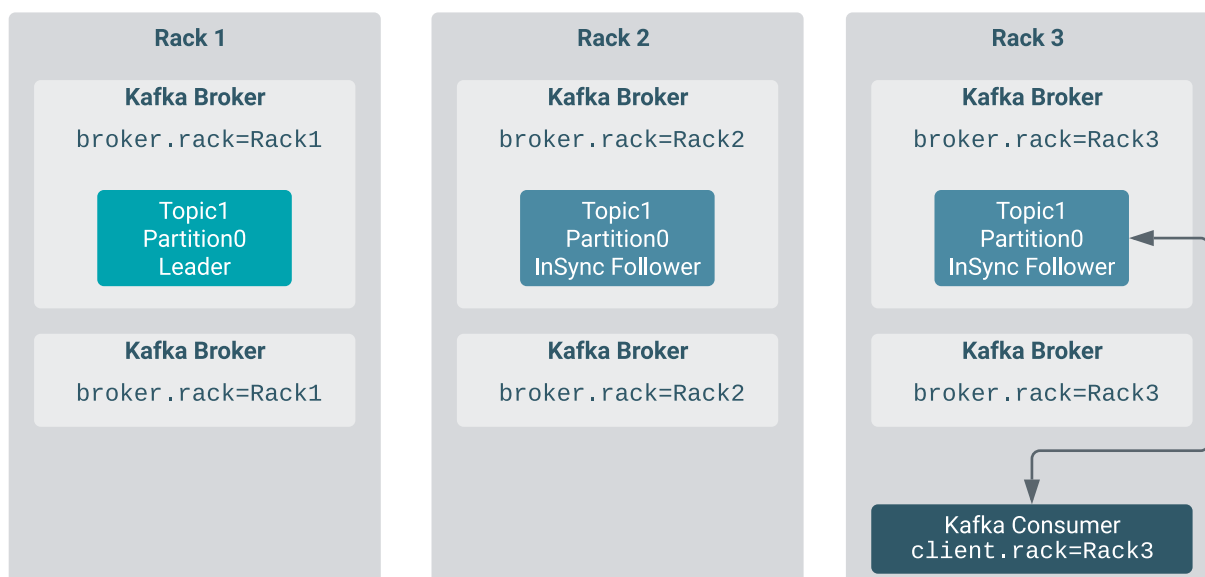 Rack 1
Kafka Broker
broker.rack=Rack1
Topic1
Partition0
Leader
Kafka Broker
broker.rack=Rack1
Rack 2
Kafka Broker
broker.rack=Rack2
Topic1
Partition0
InSync Follower
Kafka Broker
broker.rack=Rack2
Rack 3
Kafka Broker
broker.rack=Rack3
Topic1
Partition0
InSync Follower
Kafka Broker
broker.rack=Rack3
Kafka Consumer
client.rack=Rack3